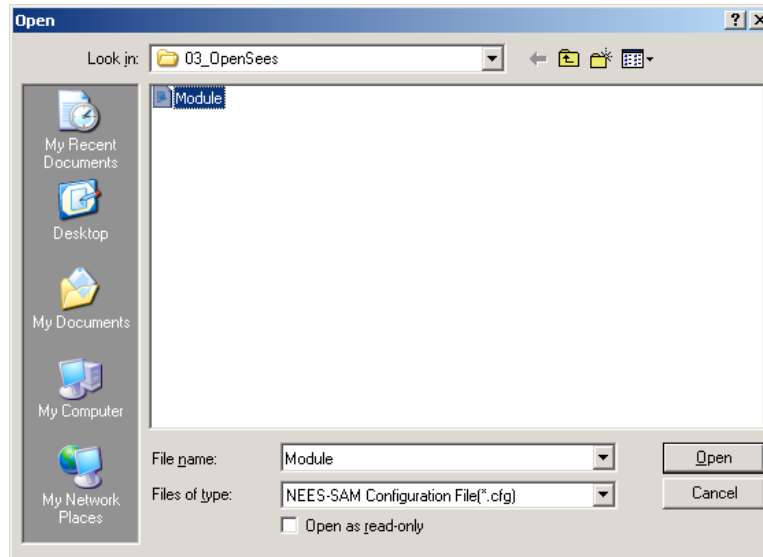 Open
Look in: 03_OpenSees
Module
My Recent
Documents
Desktop
My Documents
My Computer
My Network
Places
File name: Module Open
Files of type: NEES-SAM Configuration File(*.cfg) Cancel
Open as read-only